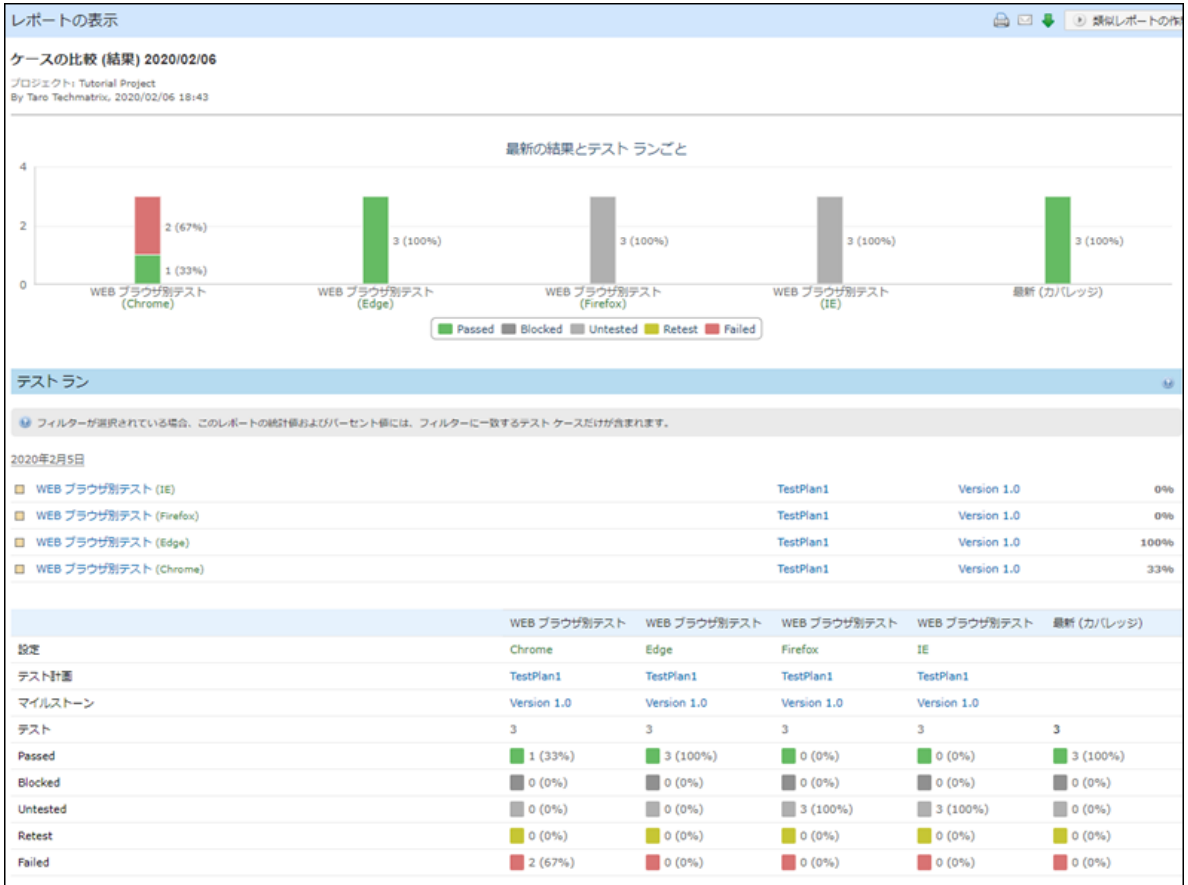 レポートの表示
類似レポートの作
ケースの比較 (結果) 2020/02/06
プロジェクト: Tutorial Project
By Taro Techmatrix, 2020/02/06 18:43
最新の結果とテスト ランごと
4
2
0
2 (67%)
1 (33%)
3 (100%)
3 (100%)
3 (100%)
3 (100%)
WEB ブラウザ別テスト
(Chrome)
WEB ブラウザ別テスト
(Edge)
WEB ブラウザ別テスト
(Firefox)
WEB ブラウザ別テスト
(IE)
最新 (カバレッジ)
Passed Blocked Untested Retest Failed
テスト ラン
フィルターが選択されている場合、このレポートの統計値およびパーセント値には、フィルターに一致するテスト ケースだけが含まれます。
2020年2月5日
WEB ブラウザ別テスト (IE) TestPlan1 Version 1.0 0%
WEB ブラウザ別テスト (Firefox) TestPlan1 Version 1.0 0%
WEB ブラウザ別テスト (Edge) TestPlan1 Version 1.0 100%
WEB ブラウザ別テスト (Chrome) TestPlan1 Version 1.0 33%
WEB ブラウザ別テスト WEB ブラウザ別テスト WEB ブラウザ別テスト WEB ブラウザ別テスト 最新 (カバレッジ)
設定 Chrome Edge Firefox IE
テスト計画 TestPlan1 TestPlan1 TestPlan1 TestPlan1
マイルストーン Version 1.0 Version 1.0 Version 1.0 Version 1.0
テスト 3 3 3 3 3
Passed 1 (33%) 3 (100%) 0 (0%) 0 (0%) 3 (100%)
Blocked 0 (0%) 0 (0%) 0 (0%) 0 (0%) 0 (0%)
Untested 0 (0%) 0 (0%) 3 (100%) 3 (100%) 0 (0%)
Retest 0 (0%) 0 (0%) 0 (0%) 0 (0%) 0 (0%)
Failed 2 (67%) 0 (0%) 0 (0%) 0 (0%) 0 (0%)